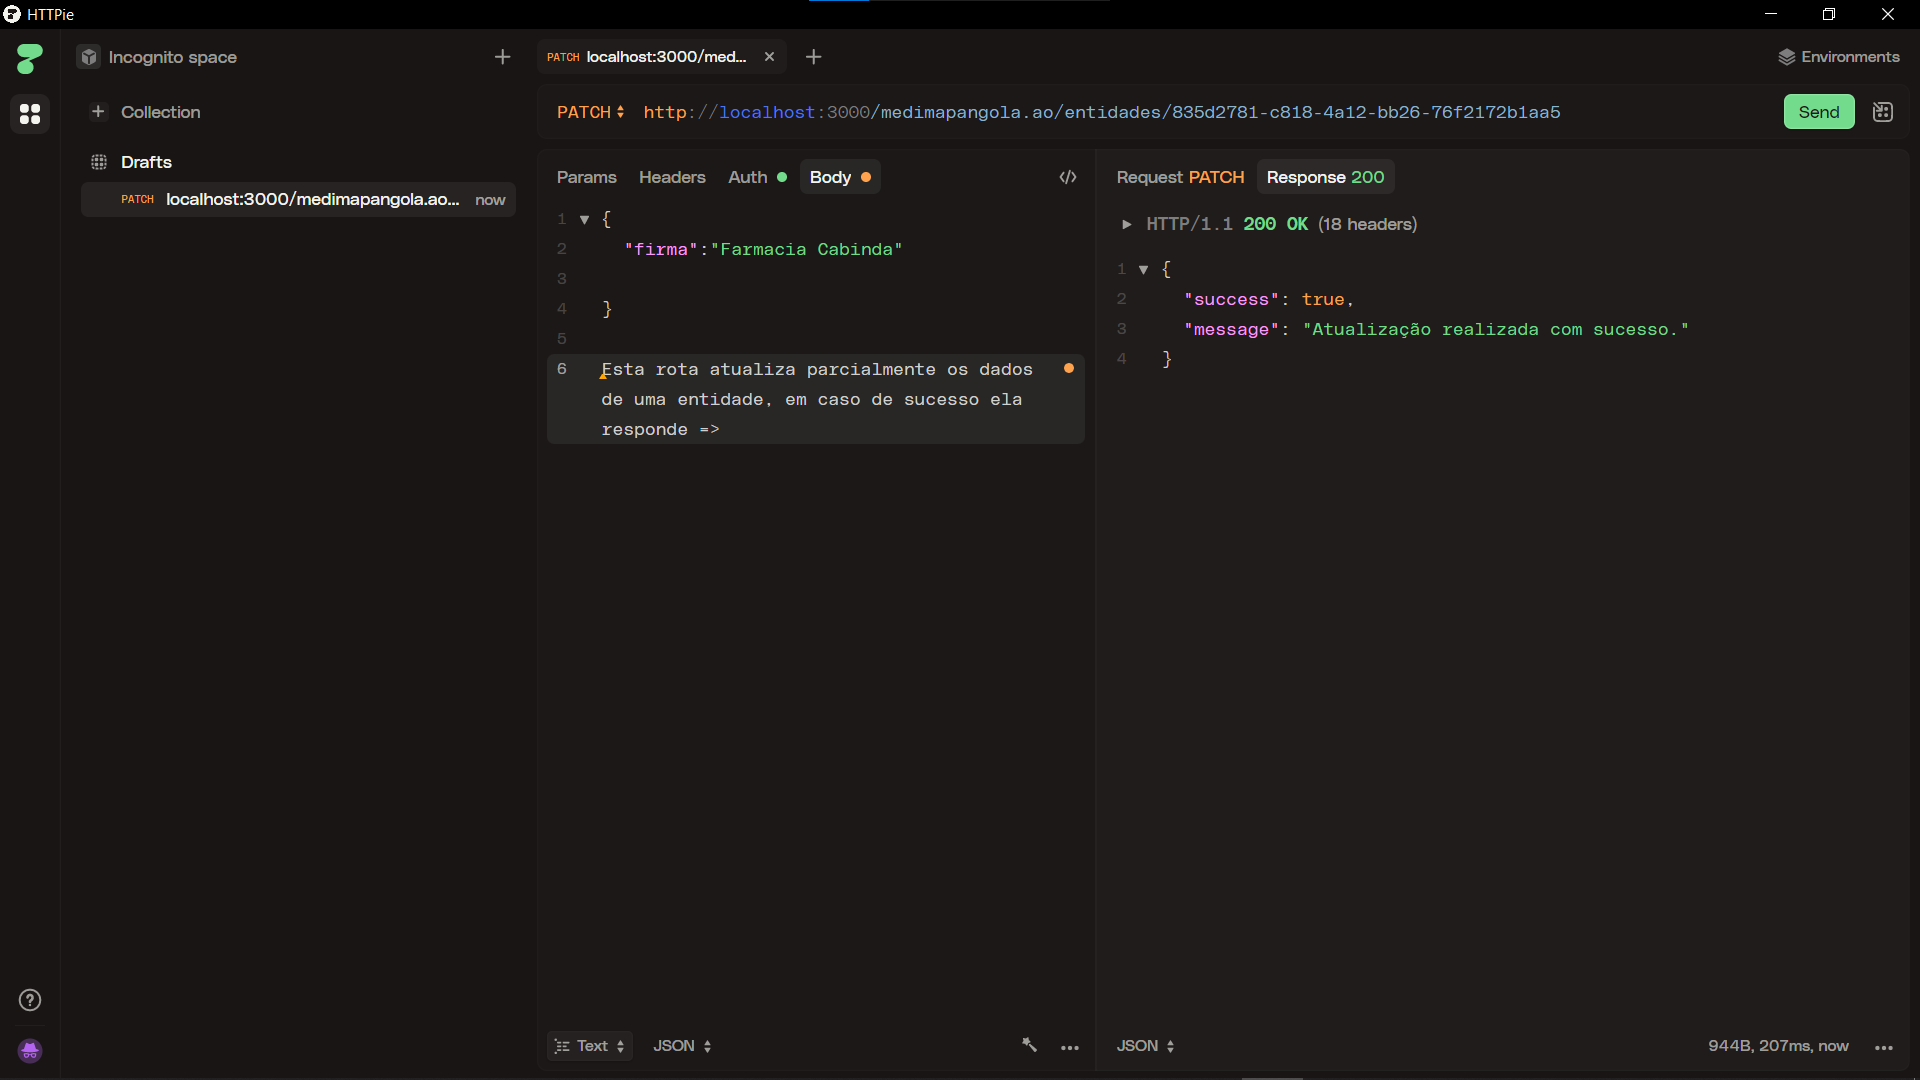 HTTPie
Incognito space
PATCH localhost:3000/med...
Environments
Collection
PATCH http://localhost:3000/medimapangola.ao/entidades/835d2781-c818-4a12-bb26-76f2172b1aa5
Send
Drafts
PATCH localhost:3000/medimapangola.ao... now
Params Headers Auth Body
1 {
2 "firma":"Farmacia Cabinda"
3
4 }
5
6 Esta rota atualiza parcialmente os dados
de uma entidade, em caso de sucesso ela
responde =>
Text JSON
Request PATCH Response 200
HTTP/1.1 200 OK (18 headers)
1 {
2 "success": true,
3 "message": "Atualização realizada com sucesso."
4 }
JSON
944B, 207ms, now